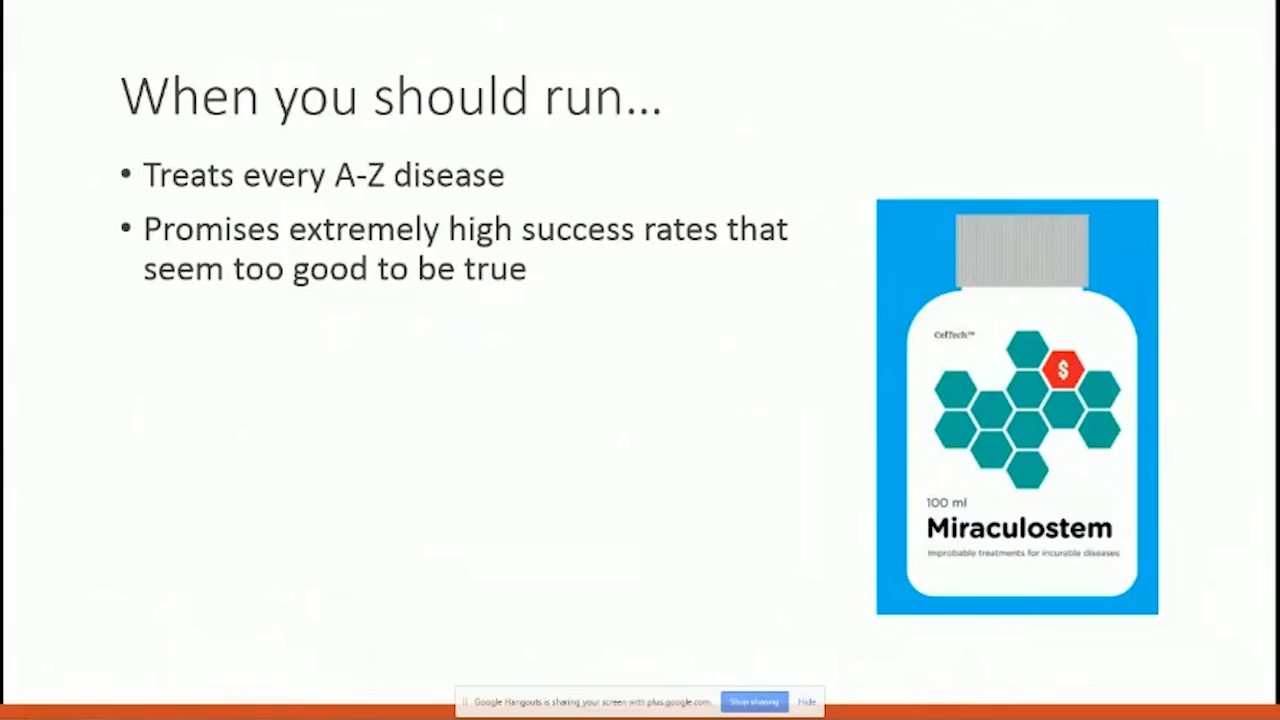 When you should run...
• Treats every A-Z disease
• Promises extremely high success rates that
seem too good to be true
CelTech™
$
100 ml
Miraculostem
Improbable treatments for incurable diseases
Google Hangouts is sharing your screen with plus.google.com.
Stop sharing
Hide